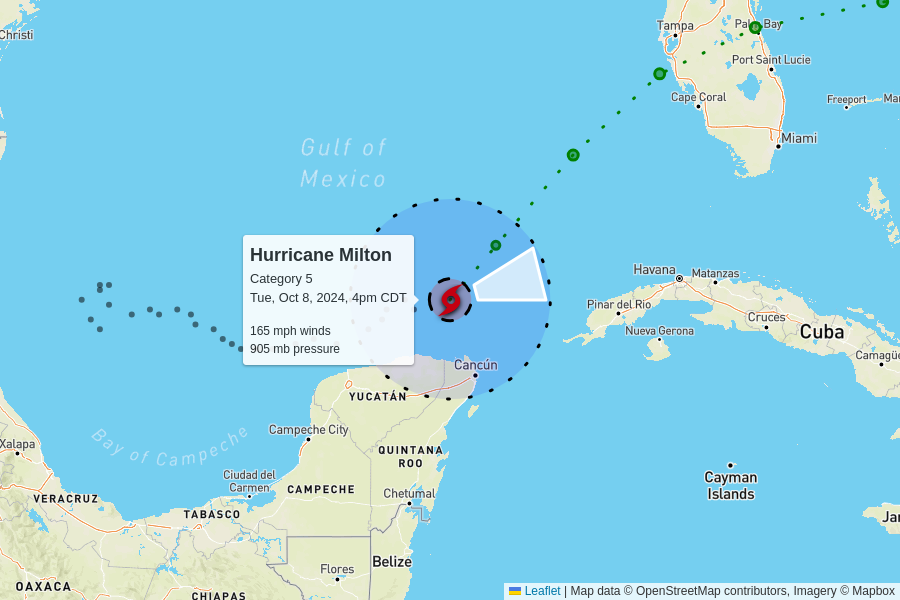 Christi
Tampa
Palm Bay
Port Saint Lucie
Cape Coral
Freeport
Miami
Gulf of
Mexico
Hurricane Milton
Category 5
Tue, Oct 8, 2024, 4pm CDT
165 mph winds
905 mb pressure
Havana
Matanzas
Pinar del Rio
Cruces
Nueva Gerona
Cuba
Camagüe
Cancún
YUCATÁN
Bay of Campeche
Campeche City
QUINTANA
ROO
Xalapa
Ciudad del
Carmen
CAMPECHE
Chetumal
Cayman
Islands
VERACRUZ
TABASCO
Jan
Belize
Flores
OAXACA
CHIAPAS
Leaflet | Map data © OpenStreetMap contributors, Imagery © Mapbox